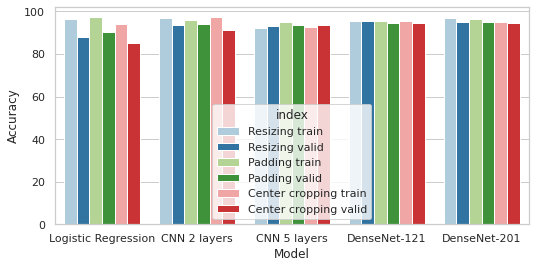 100
80
60
40
20
0
Accuracy
index
Resizing train
Resizing valid
Padding train
Padding valid
Center cropping train
Center cropping valid
Logistic Regression CNN 2 layers CNN 5 layers DenseNet-121 DenseNet-201
Model